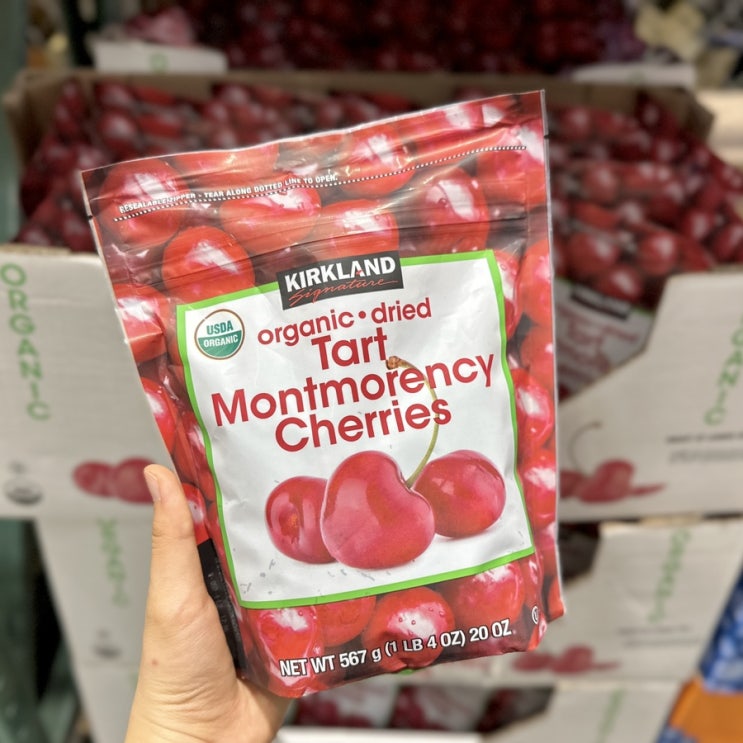 RESEALABLE ZIPPER - TEAR ALONG DOTTED LINE TO OPEN.
KIRKLAND
Signature
USDA
ORGANIC
organic • dried
Tart
Montmorency
Cherries
NET WT 567 g (1 LB 4 OZ) 20 OZ.
ORGANIC
ORGANIC